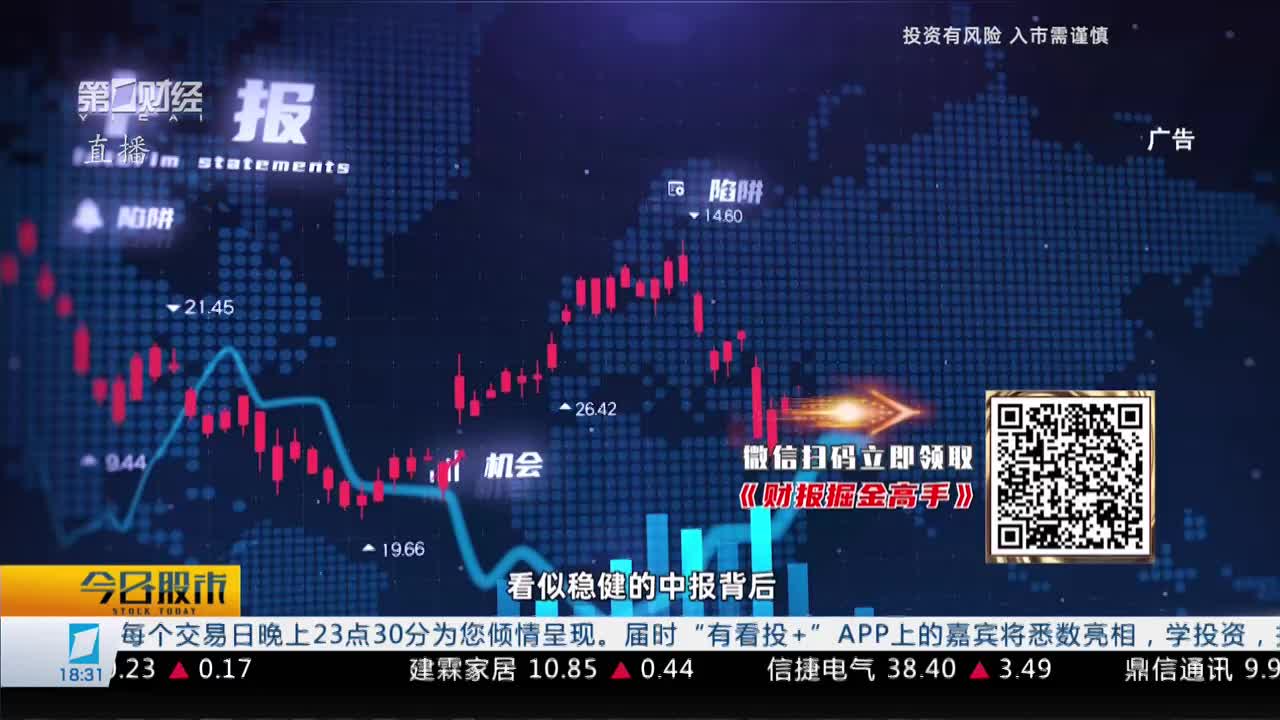 投资有风险 入市需谨慎
第一财经
YICAI
直播
报
statements
广告
陷阱
陷阱
14.60
21.45
26.42
9.44
机会
19.66
微信扫码立即领取
《财报掘金高手》
看似稳健的中报背后
今日股市
STOCK TODAY
每个交易日晚上23点30分为您倾情呈现。届时“有看投+”APP上的嘉宾将悉数亮相，学投资，
18:31
0.23 ▲ 0.17 建霖家居 10.85 ▲ 0.44 信捷电气 38.40 ▲ 3.49 鼎信通讯 9.9